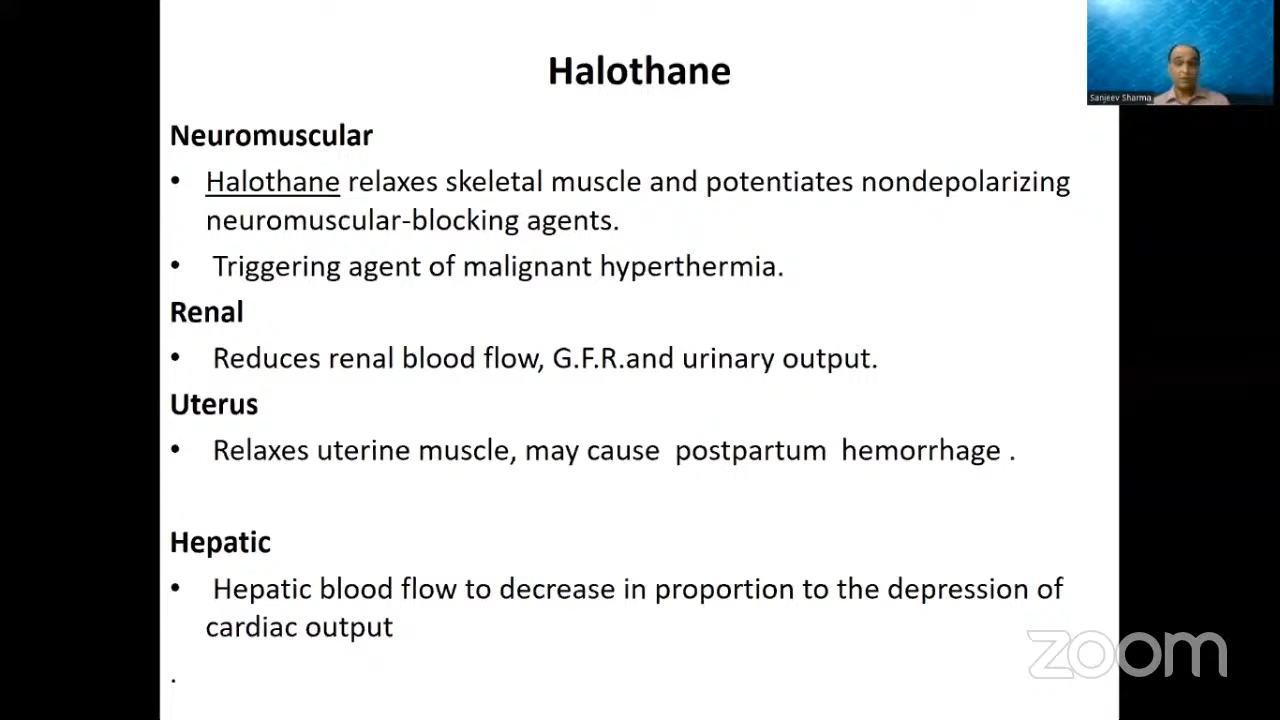 Halothane
Sanjeev Sharma
Neuromuscular
• Halothane relaxes skeletal muscle and potentiates nondepolarizing
neuromuscular-blocking agents.
• Triggering agent of malignant hyperthermia.
Renal
• Reduces renal blood flow, G.F.R.and urinary output.
Uterus
• Relaxes uterine muscle, may cause postpartum hemorrhage .
Hepatic
• Hepatic blood flow to decrease in proportion to the depression of
cardiac output
.
zoom